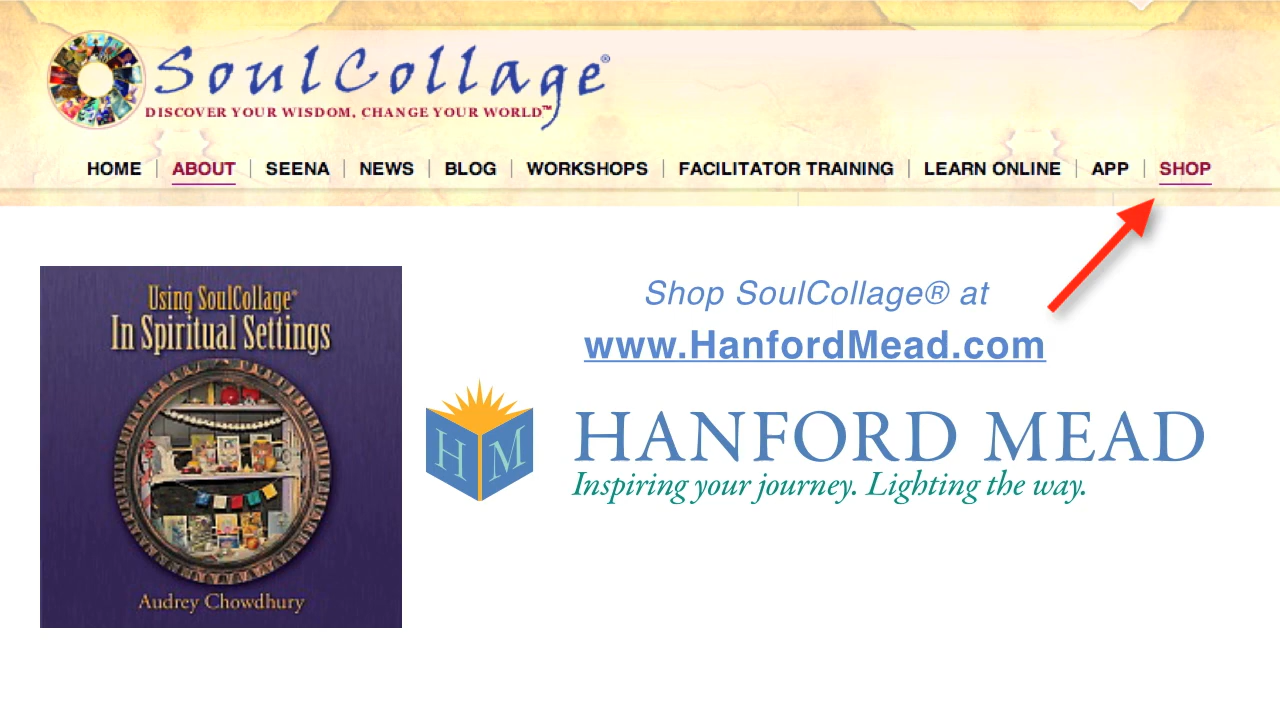 SoulCollage®
DISCOVER YOUR WISDOM, CHANGE YOUR WORLD™
HOME | ABOUT | SEENA | NEWS | BLOG | WORKSHOPS | FACILITATOR TRAINING | LEARN ONLINE | APP | SHOP
Using SoulCollage®
In Spiritual Settings
Audrey Chowdhury
Shop SoulCollage® at
www.HanfordMead.com
H M
HANFORD MEAD
Inspiring your journey. Lighting the way.